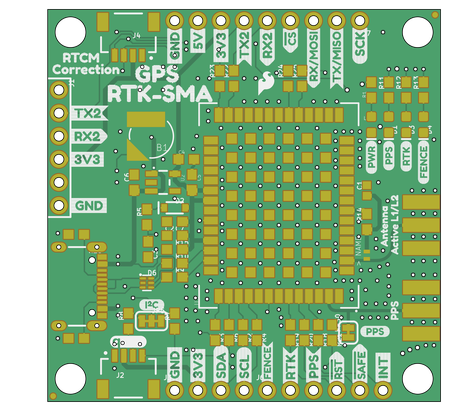 GND
5V
3V3
TX2
RX2
CS
RX/MOSI
TX/MISO
SCK
J4
RTCM
Correction
GPS
RTK-SMA
TX2
RX2
3V3
GND
B1
PWR
PPS
RTK
FENCE
Antenna
Active L1/L2
PPS
D6
I²C
PPS
J2
GND
3V3
SDA
SCL
FENCE
RTK
PPS
RST
SAFE
INT